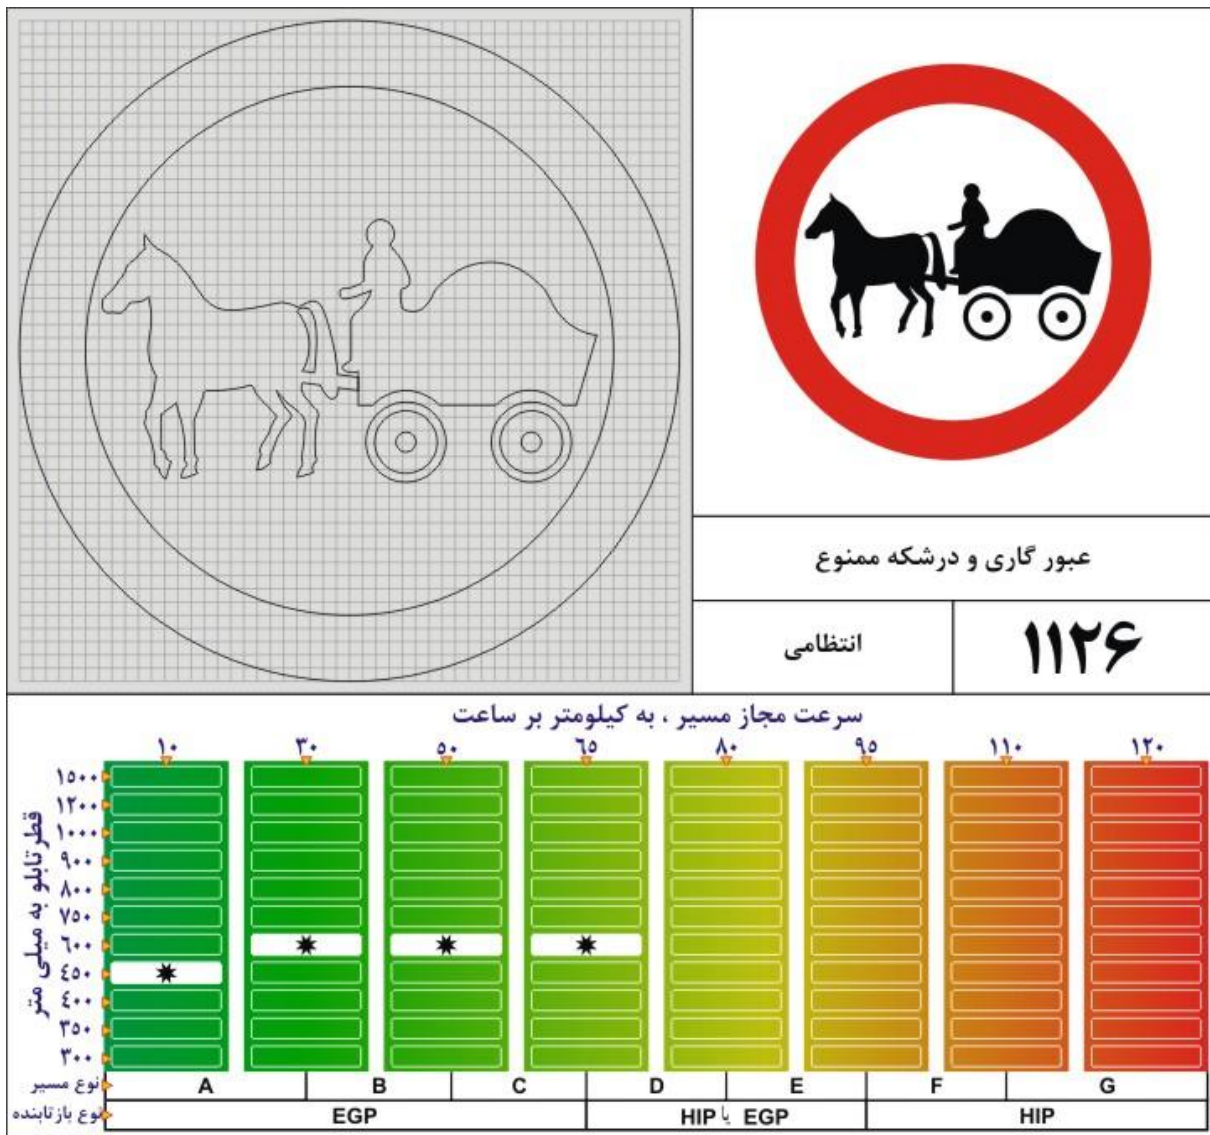 عبور گاری و درشکه ممنوع
۱۱۲۶
انتظامی
سرعت مجاز مسیر ، به کیلومتر بر ساعت
۱۰ ۳۰ ۵۰ ۶۵ ۸۰ ۹۵ ۱۱۰ ۱۲۰
قطر تابلو به میلی متر
۱۵۰۰
۱۲۰۰
۱۰۰۰
۹۰۰
۸۰۰
۷۵۰
۶۰۰
٤۵۰
٤۰۰
۳۵۰
۳۰۰
نوع مسیر A B C D E F G
نوع بازتابنده EGP HIP یا EGP HIP